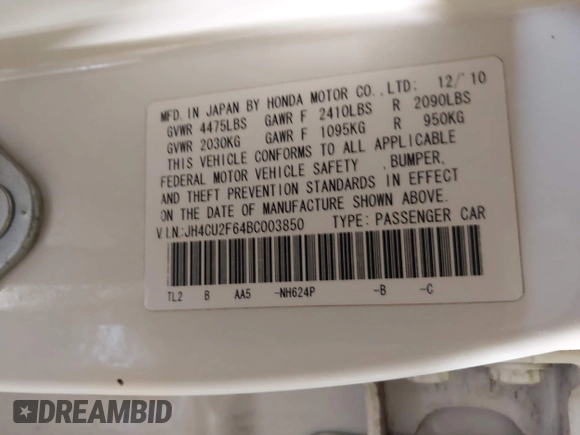 MFD. IN JAPAN BY HONDA MOTOR CO.,LTD: 12/'10
GVWR 4475LBS GAWR F 2410LBS R 2090LBS
GVWR 2030KG GAWR F 1095KG R 950KG
THIS VEHICLE CONFORMS TO ALL APPLICABLE
FEDERAL MOTOR VEHICLE SAFETY ,BUMPER,
AND THEFT PREVENTION STANDARDS IN EFFECT
ON THE DATE OF MANUFACTURE SHOWN ABOVE.
V.I.N.:JH4CU2F64BC003850 TYPE: PASSENGER CAR
TL2 B AA5 -NH624P -B -C
DREAMBID